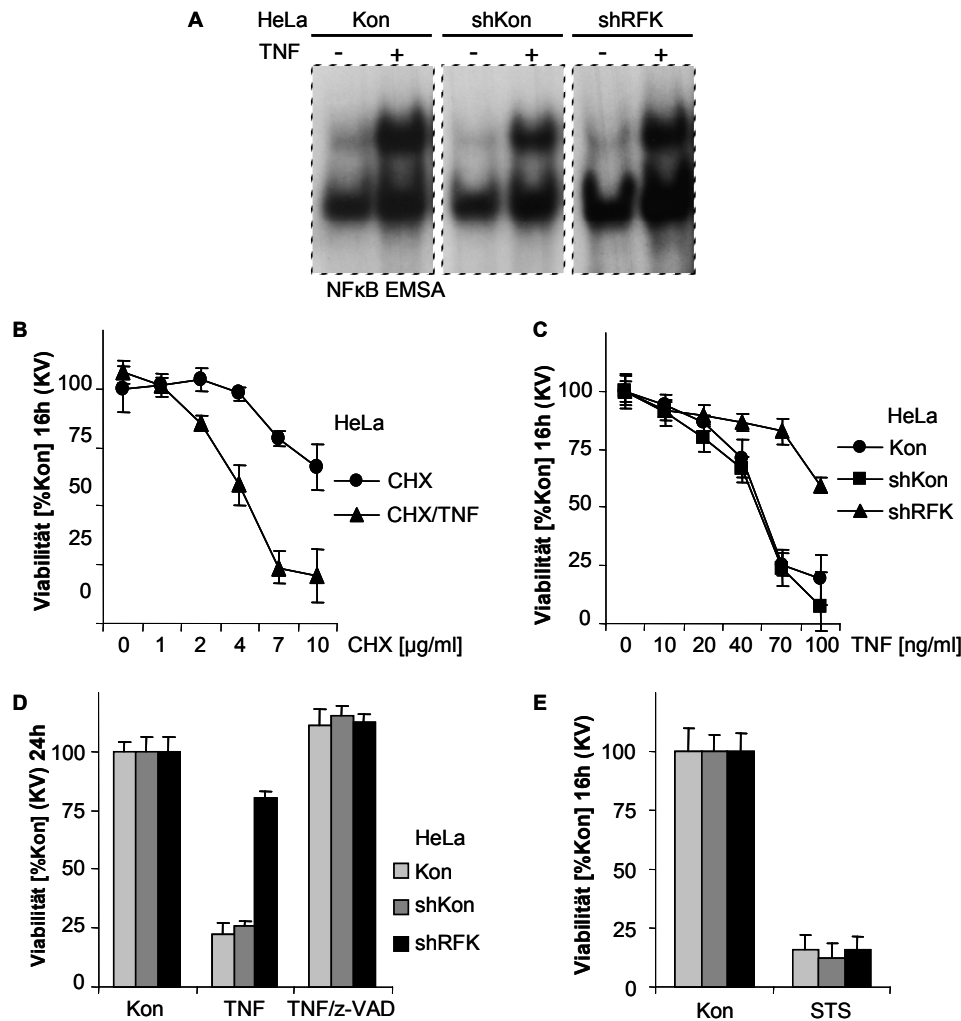 A HeLa Kon shKon shRFK
TNF - + - + - +
NFκB EMSA
B
Viabilität [%Kon] 16h (KV)
100
75
50
25
0
HeLa
CHX
CHX/TNF
0 1 2 4 7 10 CHX [µg/ml]
C
Viabilität [%Kon] 16h (KV)
100
75
50
25
0
HeLa
Kon
shKon
shRFK
0 10 20 40 70 100 TNF [ng/ml]
D
Viabilität [%Kon] (KV) 24h
100
75
50
25
0
HeLa
Kon
shKon
shRFK
Kon TNF TNF/z-VAD
E
Viabilität [%Kon] 16h (KV)
100
75
50
25
0
Kon STS